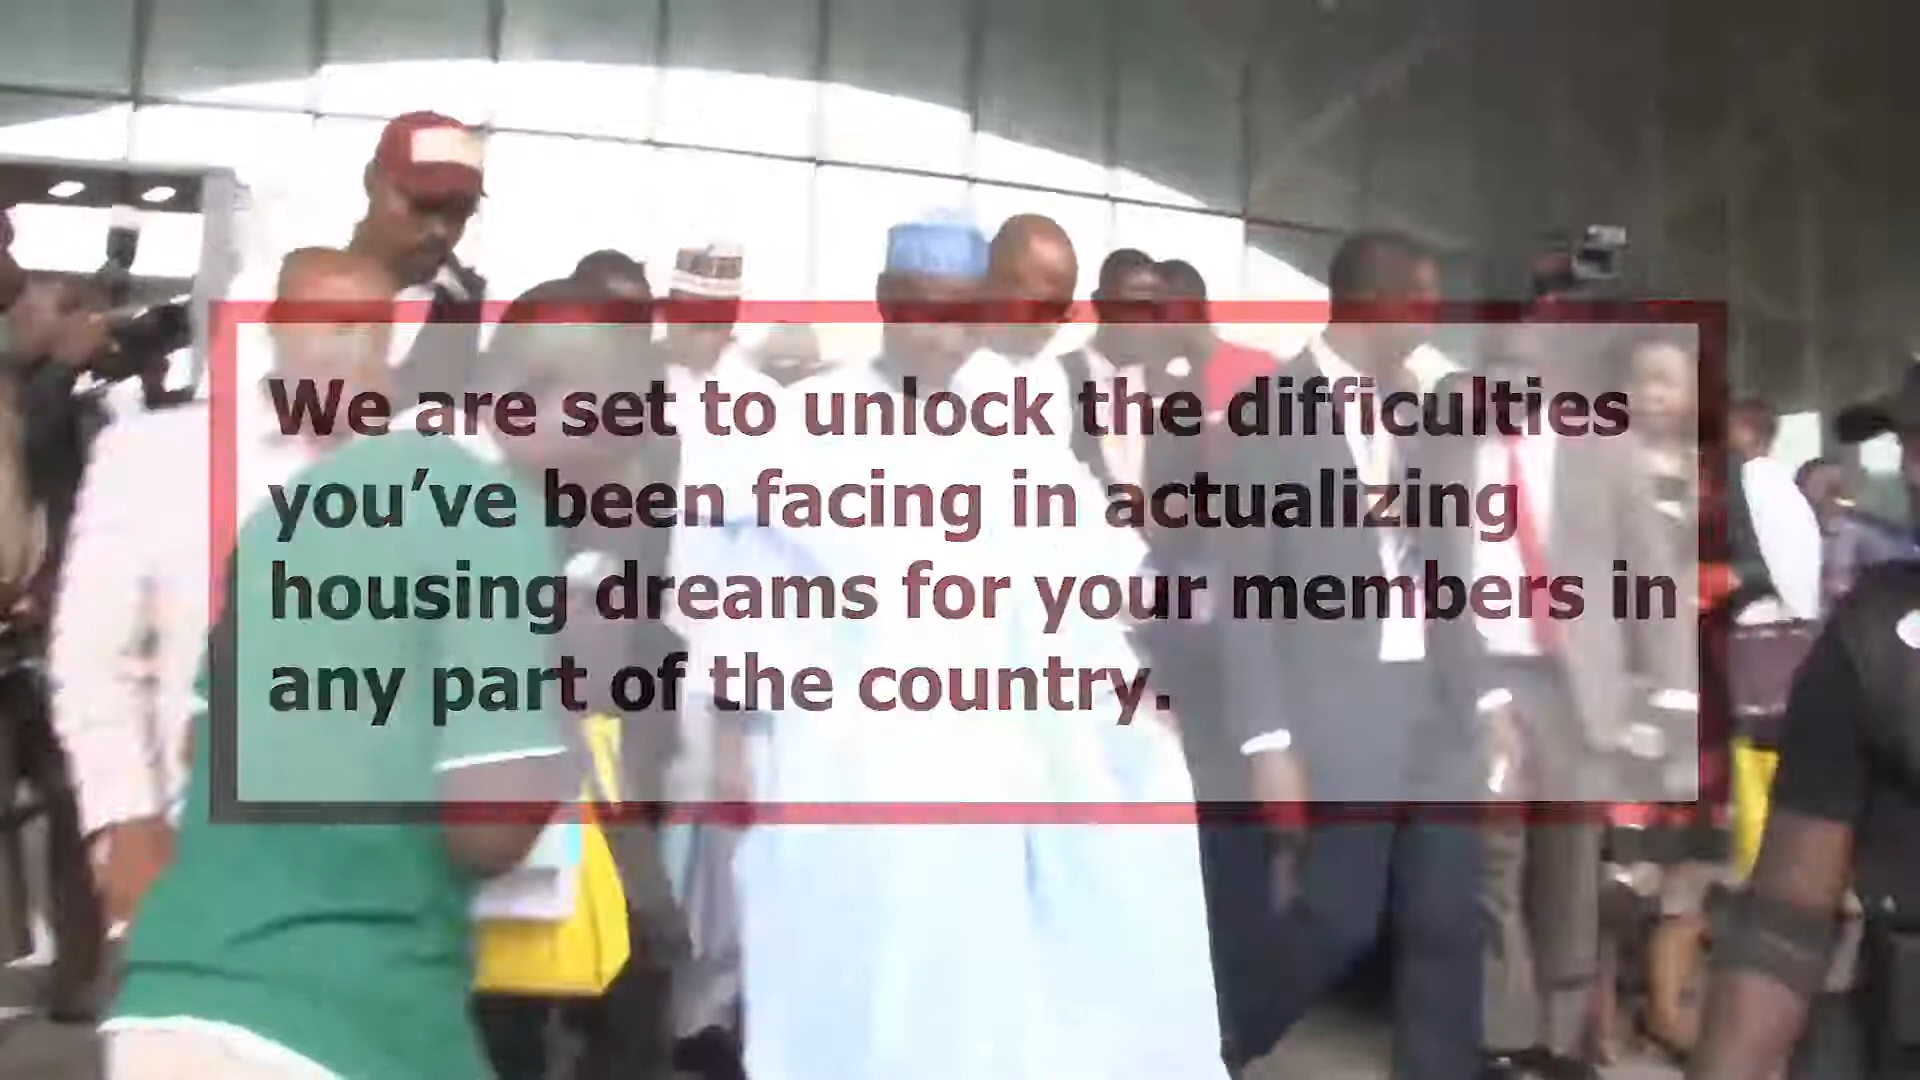 We are set to unlock the difficulties
you’ve been facing in actualizing
housing dreams for your members in
any part of the country.